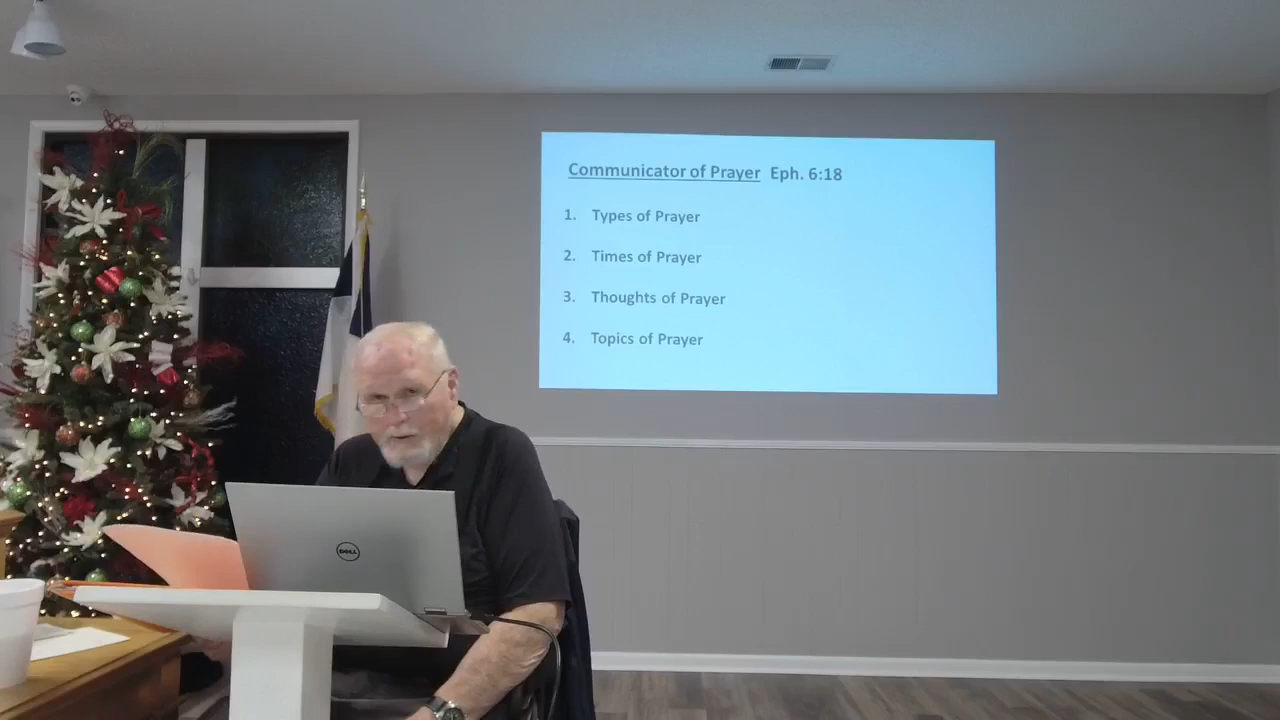 Communicator of Prayer Eph. 6:18
1. Types of Prayer
2. Times of Prayer
3. Thoughts of Prayer
4. Topics of Prayer
DELL